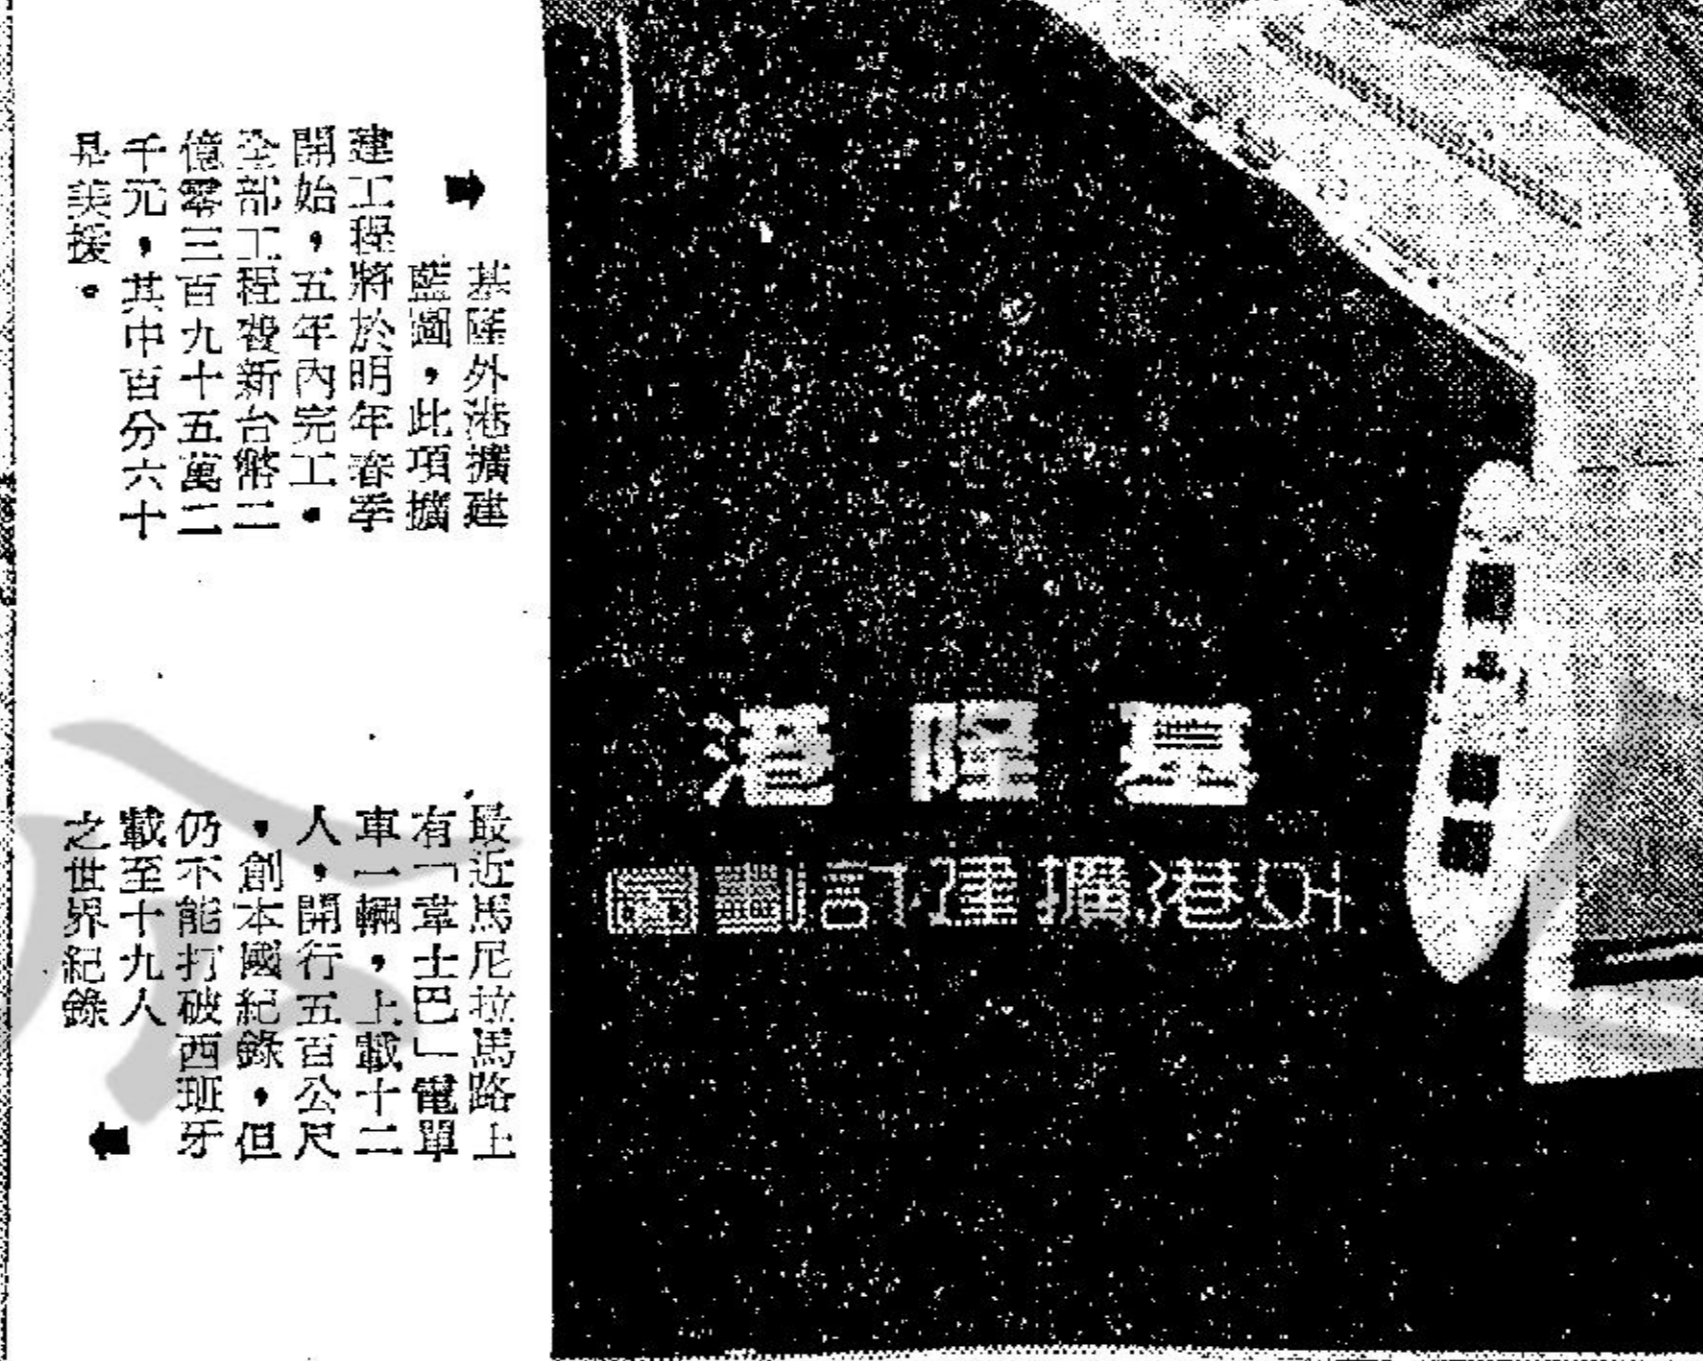 基隆港
外港擴建計劃圖
基隆外港擴建
藍圖，此項擴
建工程將於明年春季
開始，五年內完工。
全部工程費新台幣二
億零三百九十五萬二
千元，其中百分六十
是美援。
最近馬尼拉馬路上
有「韋士巴」電單
車一輛，上載十二
人，開行五百公尺
，創本國紀錄，但
仍不能打破西班牙
載至十九人
之世界紀錄